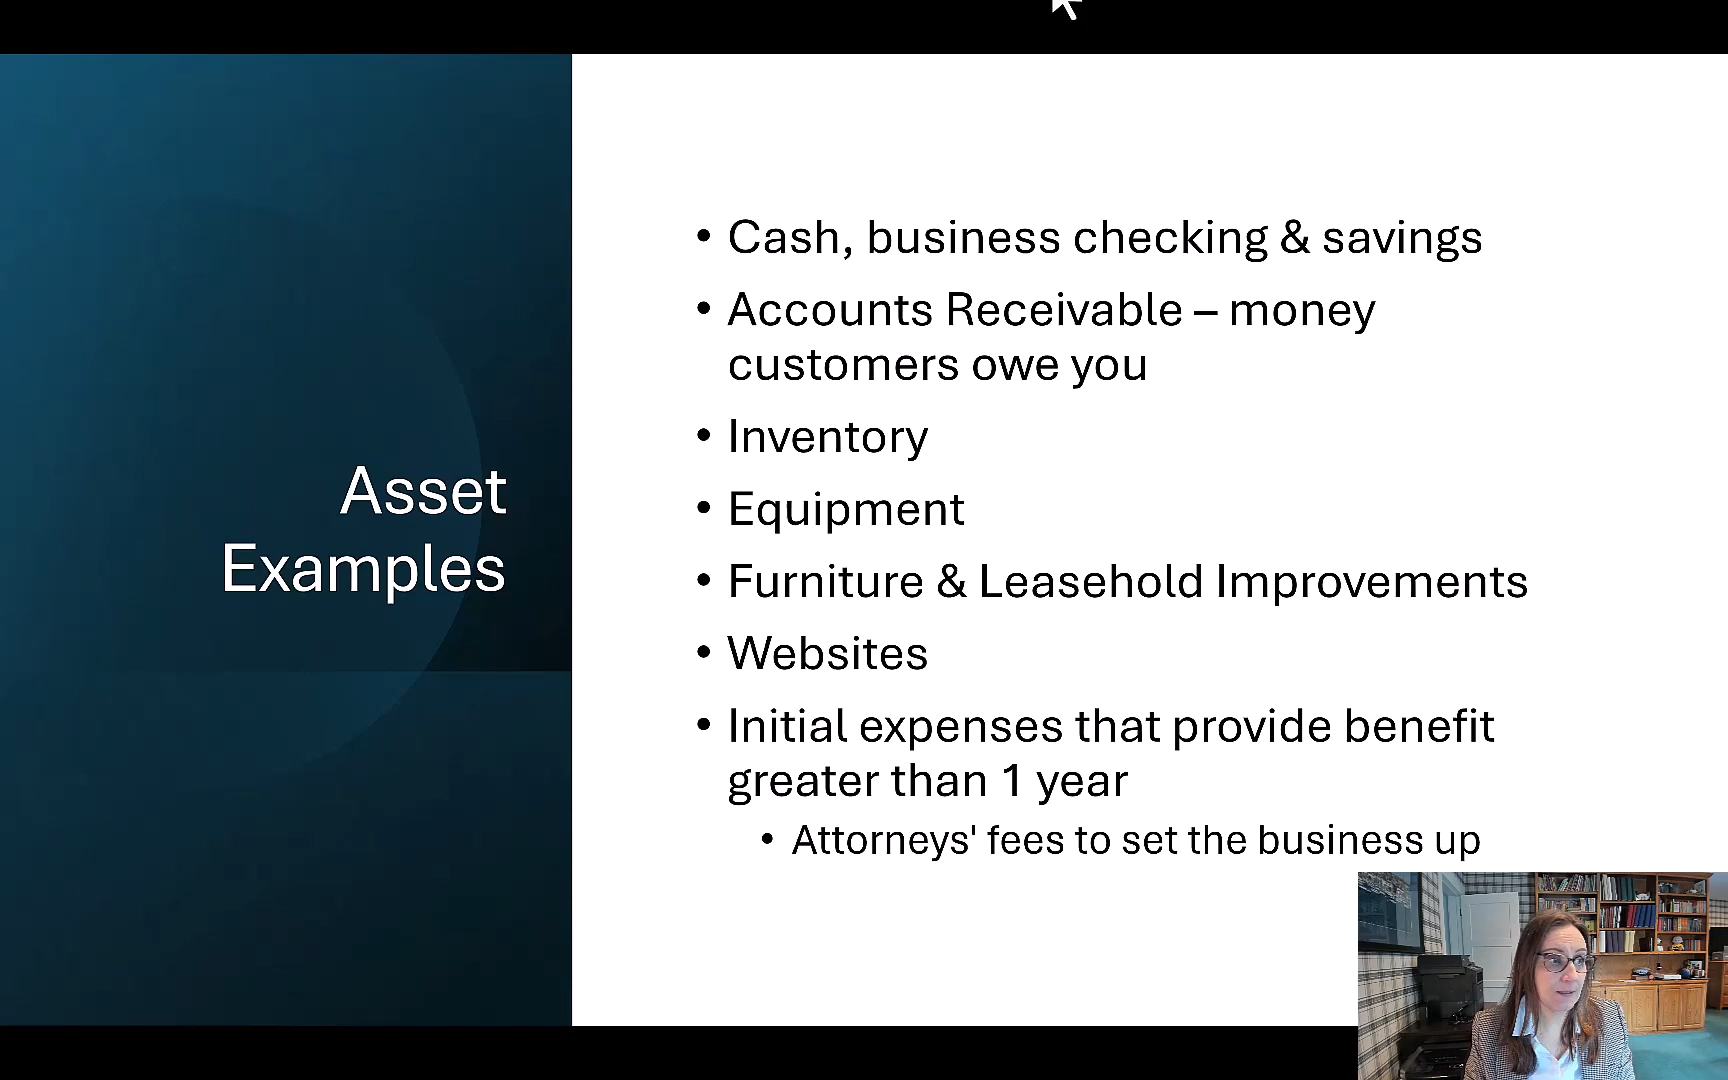 Asset
Examples
• Cash, business checking & savings
• Accounts Receivable – money
customers owe you
• Inventory
• Equipment
• Furniture & Leasehold Improvements
• Websites
• Initial expenses that provide benefit
greater than 1 year
• Attorneys' fees to set the business up